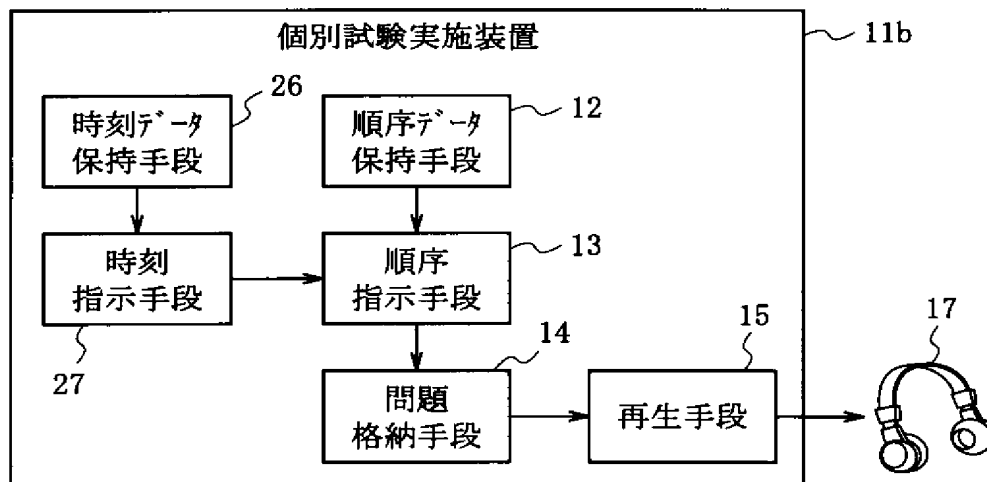 個別試験実施装置
11b
26
12
時刻データ
保持手段
順序データ
保持手段
時刻
指示手段
27
順序
指示手段
13
問題
格納手段
14
再生手段
15
17